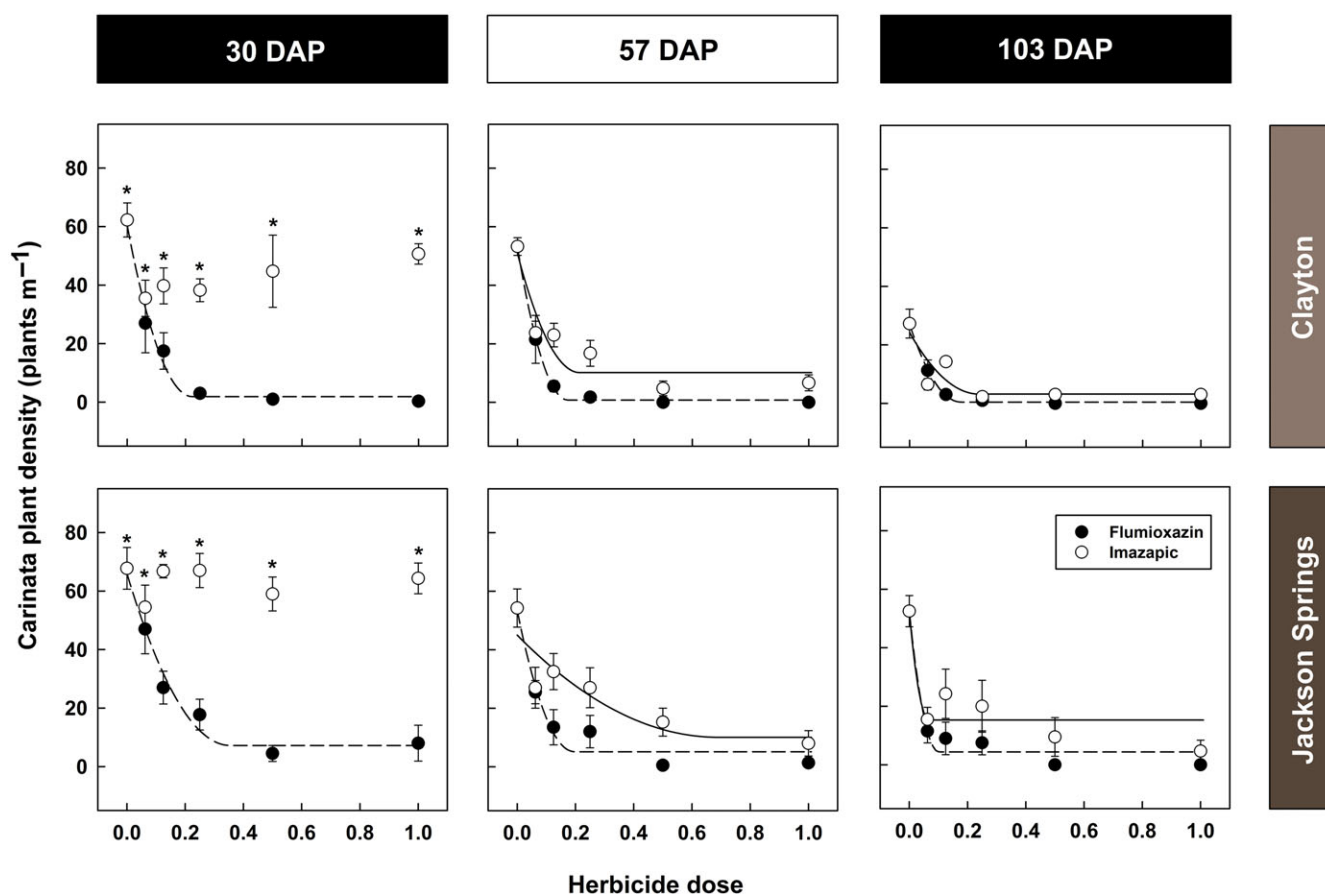 30 DAP
57 DAP
103 DAP
Carinata plant density (plants m−1)
80
60
40
20
0
*
*
*
*
*
*
Clayton
80
60
40
20
0
*
*
*
*
*
*
Flumioxazin
Imazapic
Jackson Springs
0.0 0.2 0.4 0.6 0.8 1.0
0.0 0.2 0.4 0.6 0.8 1.0
0.0 0.2 0.4 0.6 0.8 1.0
Herbicide dose